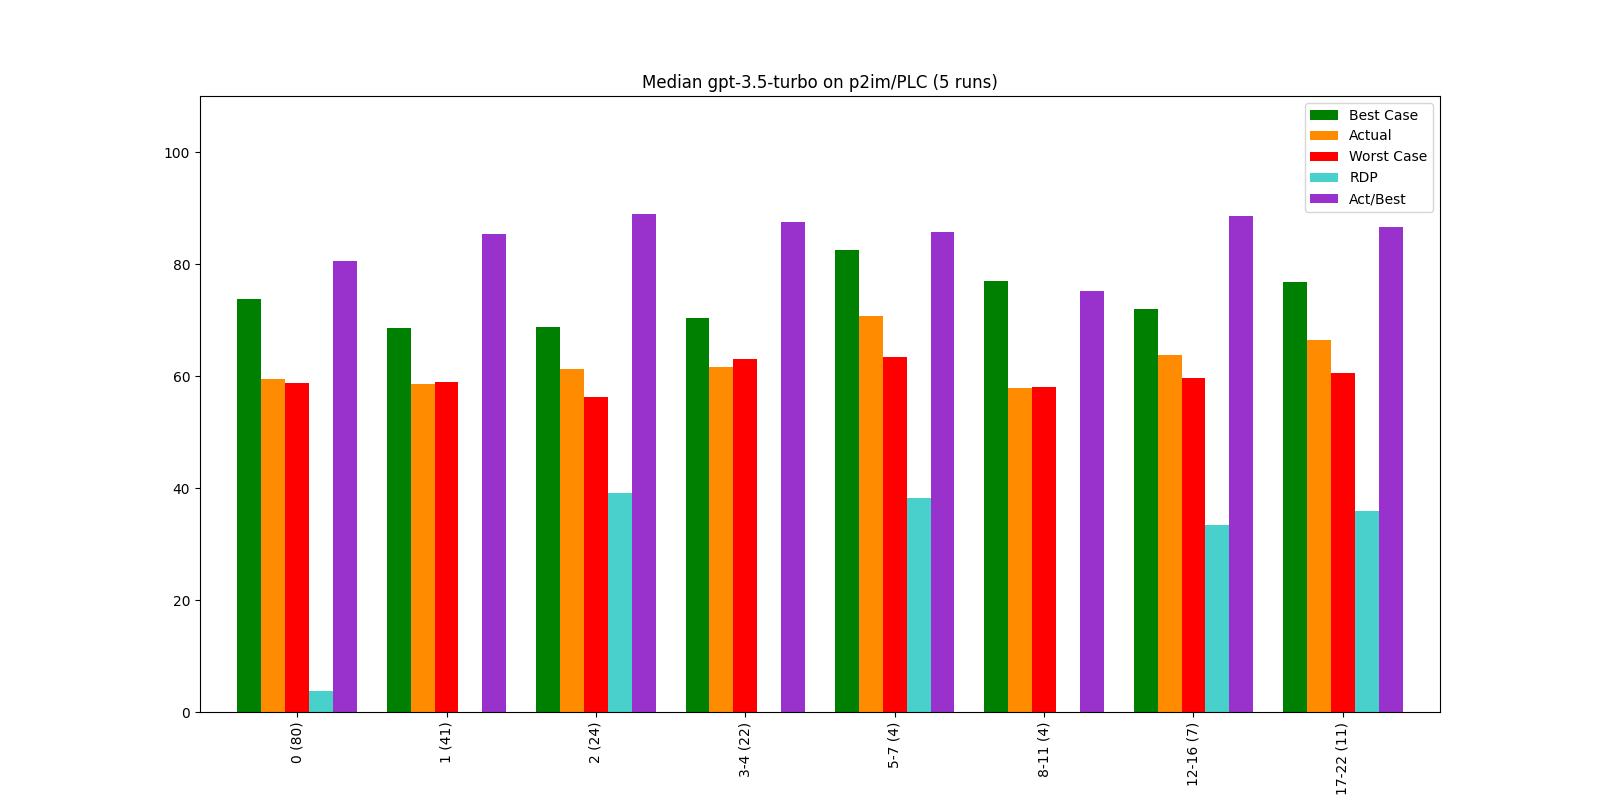 Median gpt-3.5-turbo on p2im/PLC (5 runs)
Best Case
Actual
Worst Case
RDP
Act/Best
100
80
60
40
20
0
0 (80)
1 (41)
2 (24)
3-4 (22)
5-7 (4)
8-11 (4)
12-16 (7)
17-22 (11)